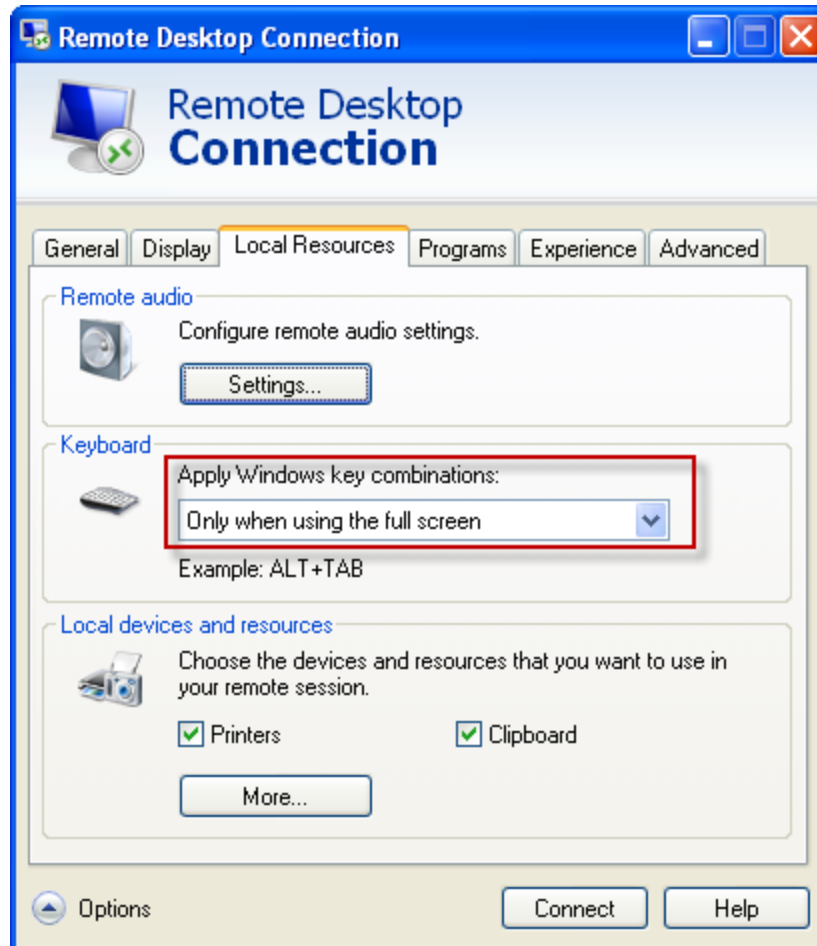 Remote Desktop Connection
Remote Desktop
Connection
General Display Local Resources Programs Experience Advanced
Remote audio
Configure remote audio settings.
Settings...
Keyboard
Apply Windows key combinations:
Only when using the full screen
Example: ALT+TAB
Local devices and resources
Choose the devices and resources that you want to use in
your remote session.
Printers Clipboard
More...
Options Connect Help